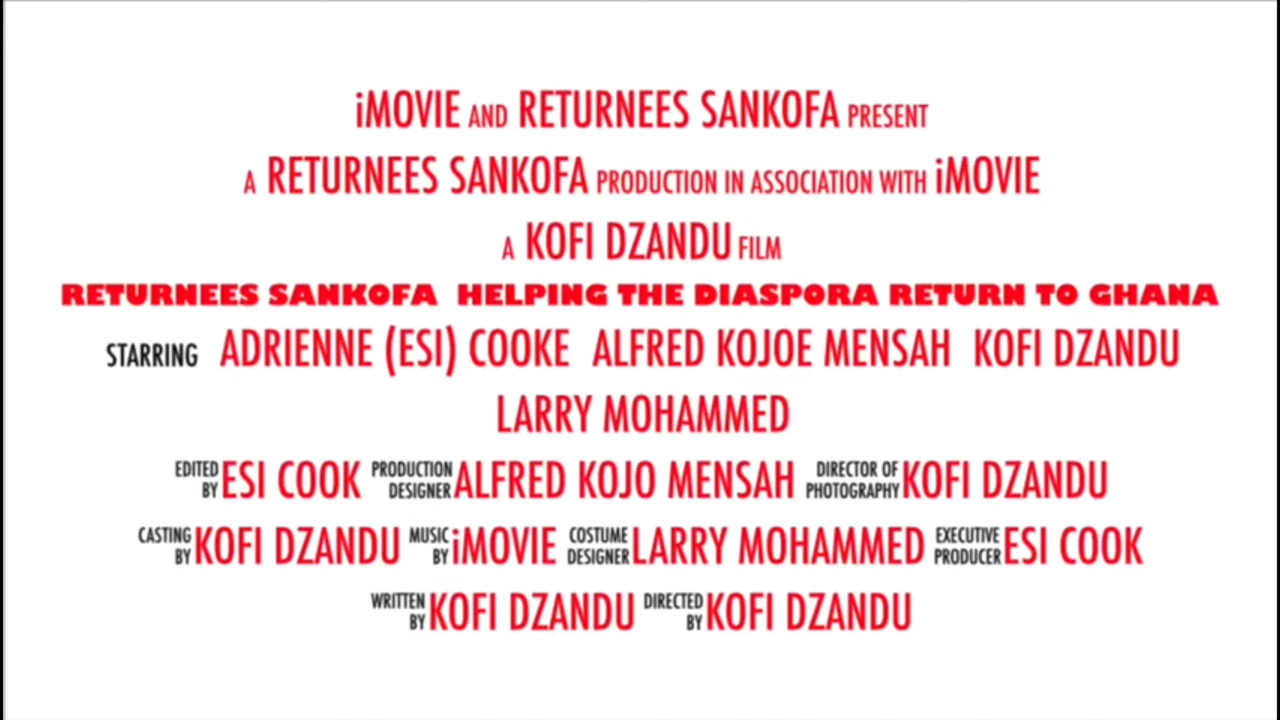 iMOVIE AND RETURNEES SANKOFA PRESENT
A RETURNEES SANKOFA PRODUCTION IN ASSOCIATION WITH iMOVIE
A KOFI DZANDU FILM
RETURNEES SANKOFA HELPING THE DIASPORA RETURN TO GHANA
STARRING ADRIENNE (ESI) COOKE ALFRED KOJOE MENSAH KOFI DZANDU
LARRY MOHAMMED
EDITED BY ESI COOK PRODUCTION DESIGNER ALFRED KOJO MENSAH DIRECTOR OF PHOTOGRAPHY KOFI DZANDU
CASTING BY KOFI DZANDU MUSIC BY iMOVIE COSTUME DESIGNER LARRY MOHAMMED EXECUTIVE PRODUCER ESI COOK
WRITTEN BY KOFI DZANDU DIRECTED BY KOFI DZANDU